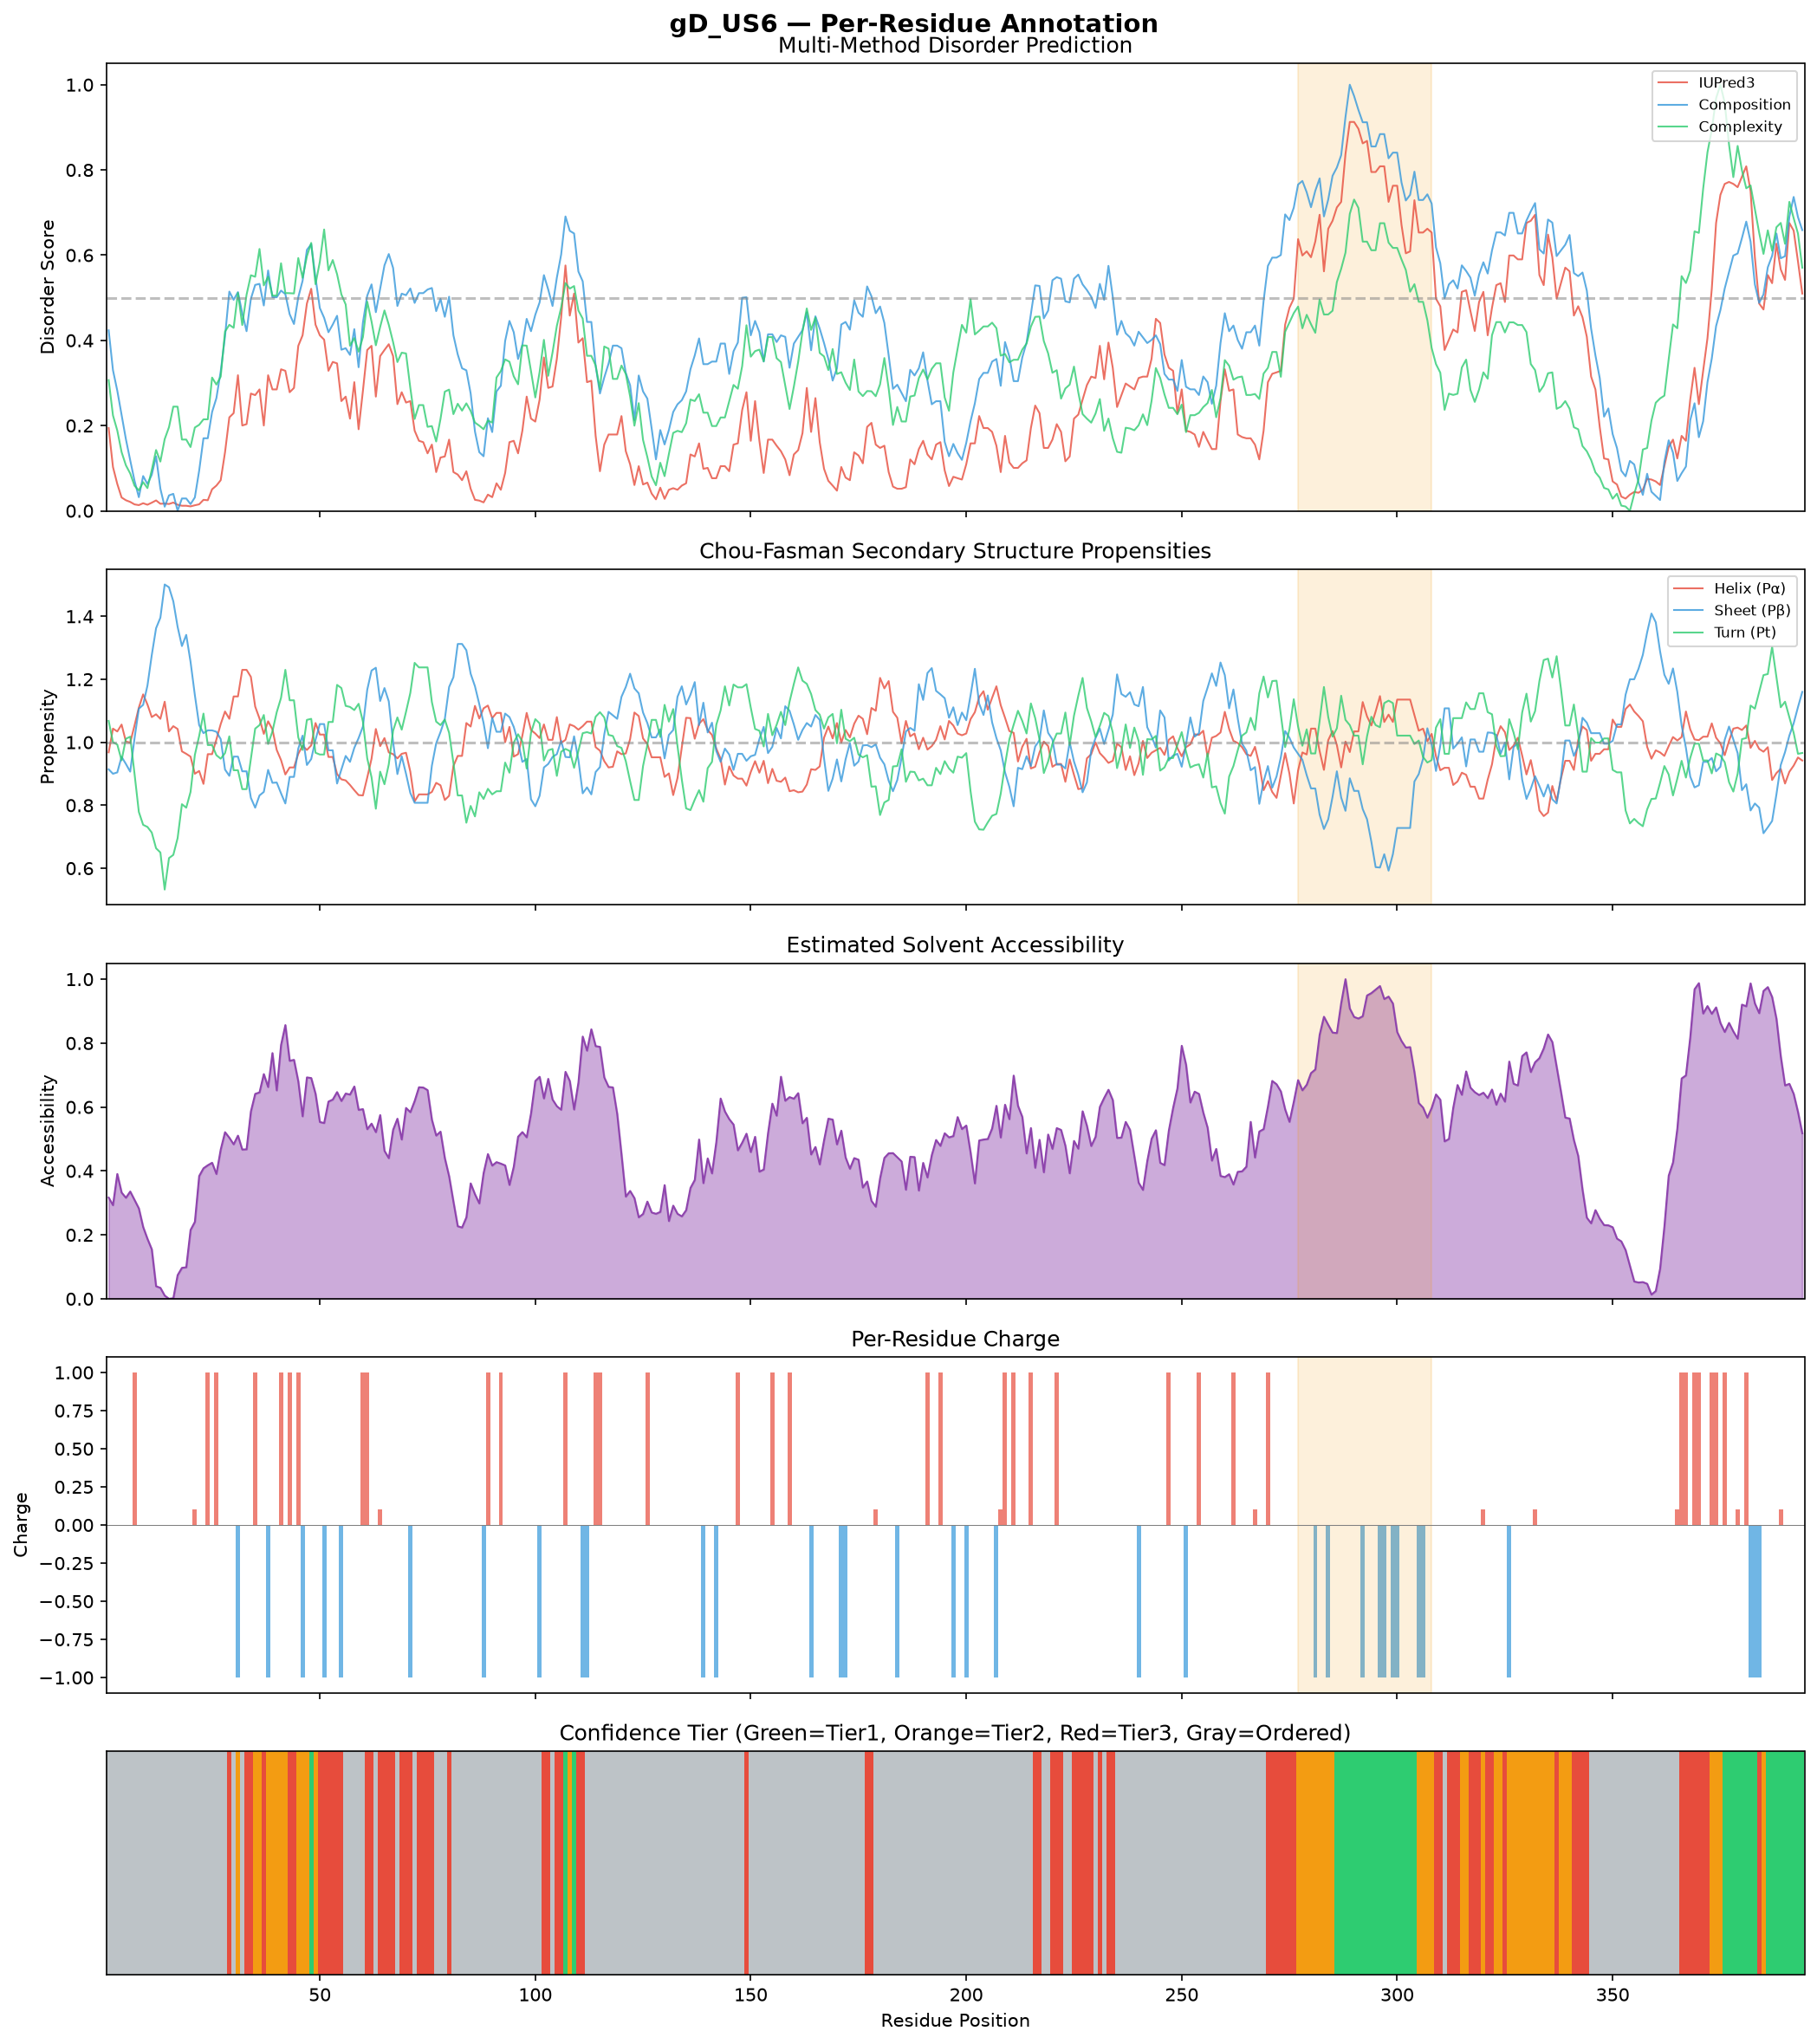 gD_US6 — Per-Residue Annotation
Multi-Method Disorder Prediction
Disorder Score
1.0
0.8
0.6
0.4
0.2
0.0
IUPred3
Composition
Complexity
Chou-Fasman Secondary Structure Propensities
Propensity
1.4
1.2
1.0
0.8
0.6
Helix (Pα)
Sheet (Pβ)
Turn (Pt)
Estimated Solvent Accessibility
Accessibility
1.0
0.8
0.6
0.4
0.2
0.0
Per-Residue Charge
Charge
1.00
0.75
0.50
0.25
0.00
−0.25
−0.50
−0.75
−1.00
Confidence Tier (Green=Tier1, Orange=Tier2, Red=Tier3, Gray=Ordered)
50 100 150 200 250 300 350
Residue Position